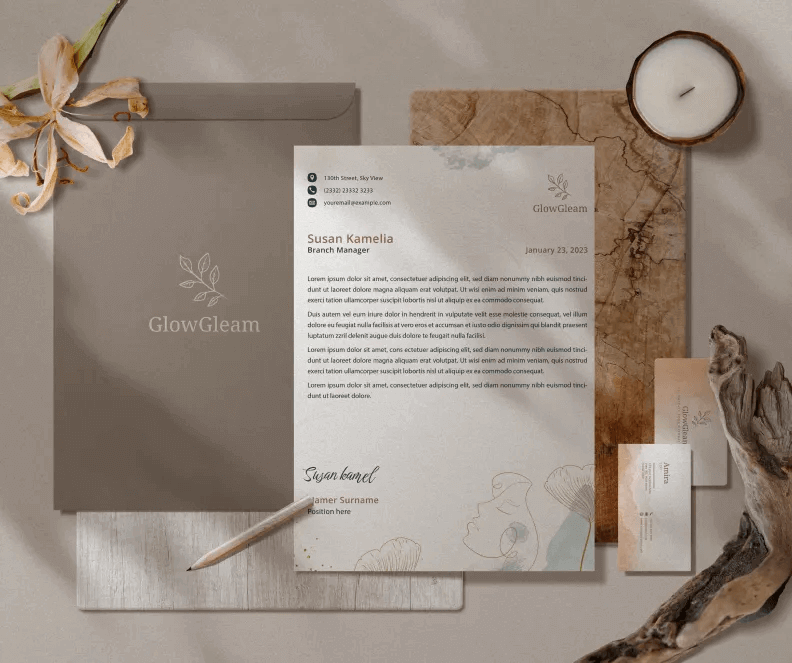 GlowGleam
130th Street, Sky View
(2332) 23332 3233
youremail@example.com
GlowGleam
Susan Kamelia
Branch Manager
January 23, 2023
Lorem ipsum dolor sit amet, consectetuer adipiscing elit, sed diam nonummy nibh euismod tinci-
dunt ut laoreet dolore magna aliquam erat volutpat. Ut wisi enim ad minim veniam, quis nostrud
exerci tation ullamcorper suscipit lobortis nisl ut aliquip ex ea commodo consequat.
Duis autem vel eum iriure dolor in hendrerit in vulputate velit esse molestie consequat, vel illum
dolore eu feugiat nulla facilisis at vero eros et accumsan et iusto odio dignissim qui blandit praesent
luptatum zzril delenit augue duis dolore te feugait nulla facilisi.
Lorem ipsum dolor sit amet, cons ectetuer adipiscing elit, sed diam nonummy nibh euismod tinci-
dunt ut laoreet dolore magna aliquam erat volutpat. Ut wisi enim ad minim veniam, quis nostrud
exerci tation ullamcorper suscipit lobortis nisl ut aliquip ex ea commodo consequat.
Lorem ipsum dolor sit amet, consectetuer adipiscing elit, sed diam nonummy nibh euismod tinci-
dunt ut laoreet dolore.
Susan kamel
Namer Surname
Position here
GlowGleam
Amira